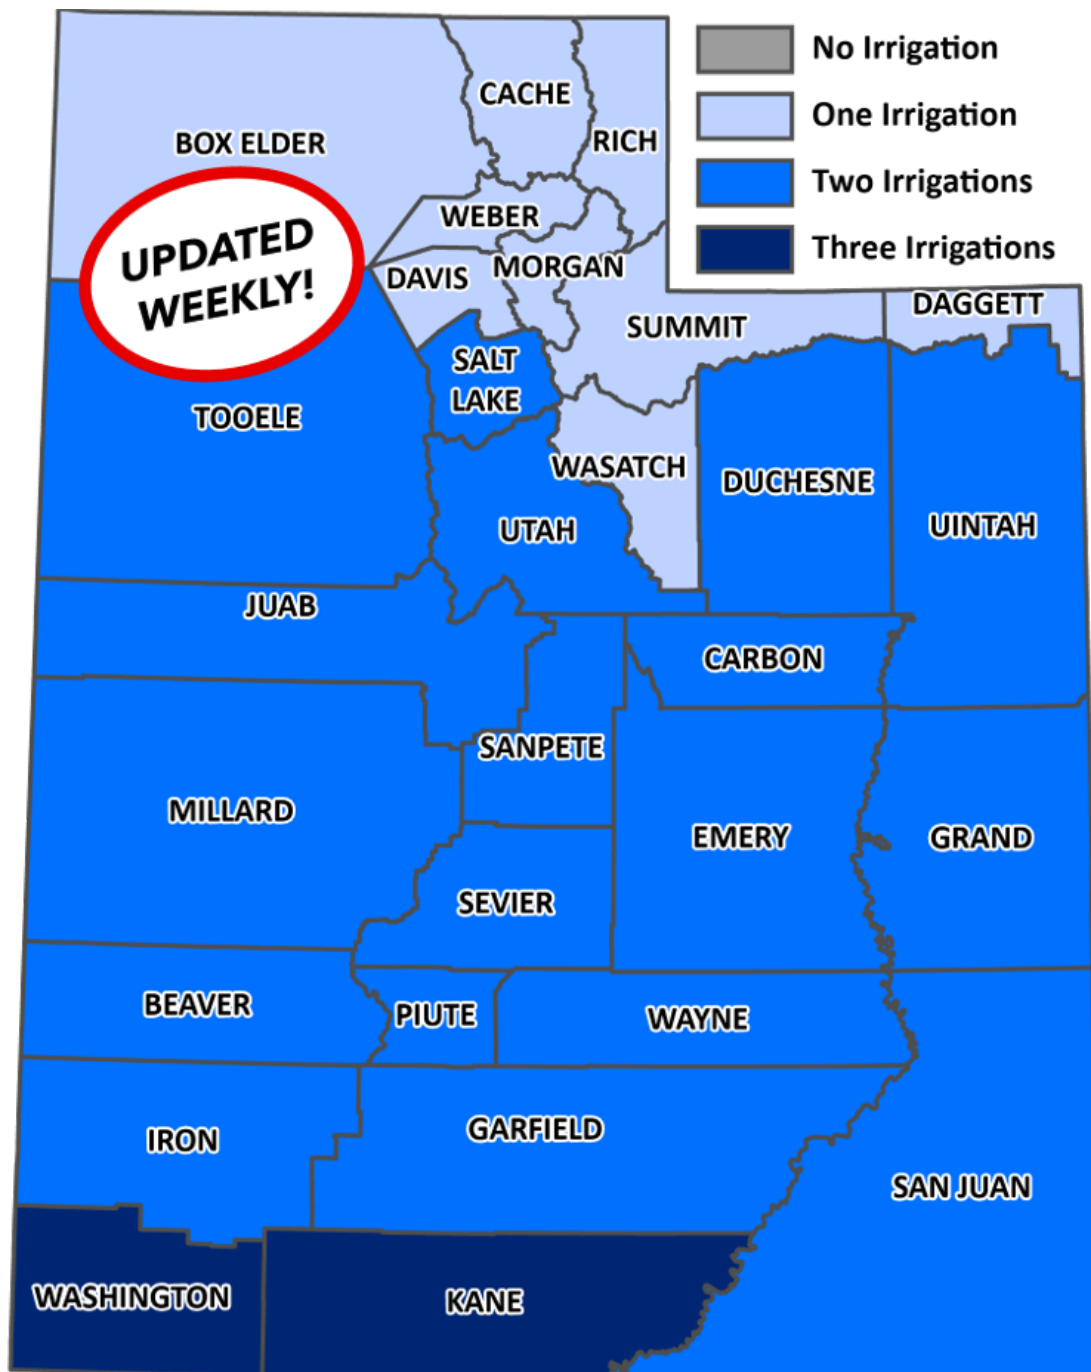 No Irrigation
One Irrigation
Two Irrigations
Three Irrigations
CACHE
RICH
BOX ELDER
WEBER
UPDATED
WEEKLY!
MORGAN
DAVIS
DAGGETT
SUMMIT
SALT
LAKE
TOOELE
WASATCH
DUCHESNE
UINTAH
UTAH
JUAB
CARBON
SANPETE
MILLARD
EMERY
GRAND
SEVIER
BEAVER
PIUTE
WAYNE
IRON
GARFIELD
SAN JUAN
WASHINGTON
KANE